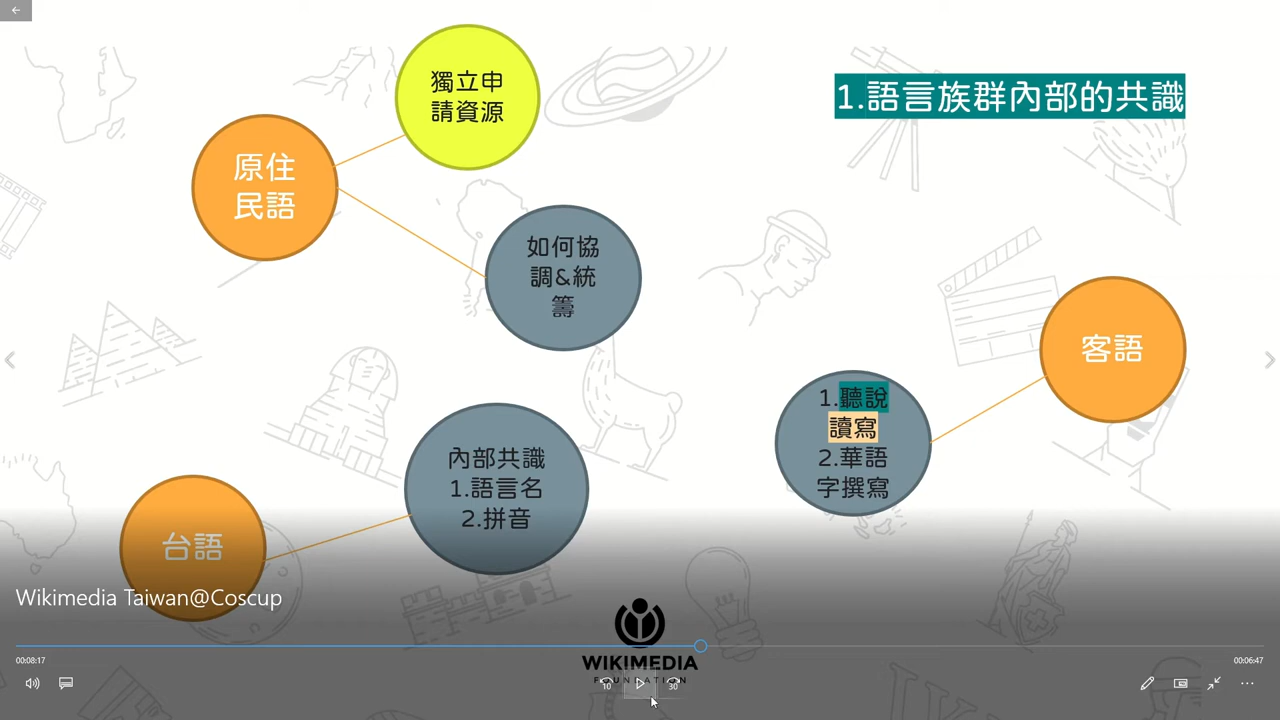 1.語言族群內部的共識
獨立申
請資源
原住
民語
如何協
調&統
籌
客語
1.聽說
讀寫
2.華語
字撰寫
內部共識
1.語言名
2.拼音
台語
Wikimedia Taiwan@Coscup
WIKIMEDIA
FOUNDATION
00:08:17
00:06:47
10
30